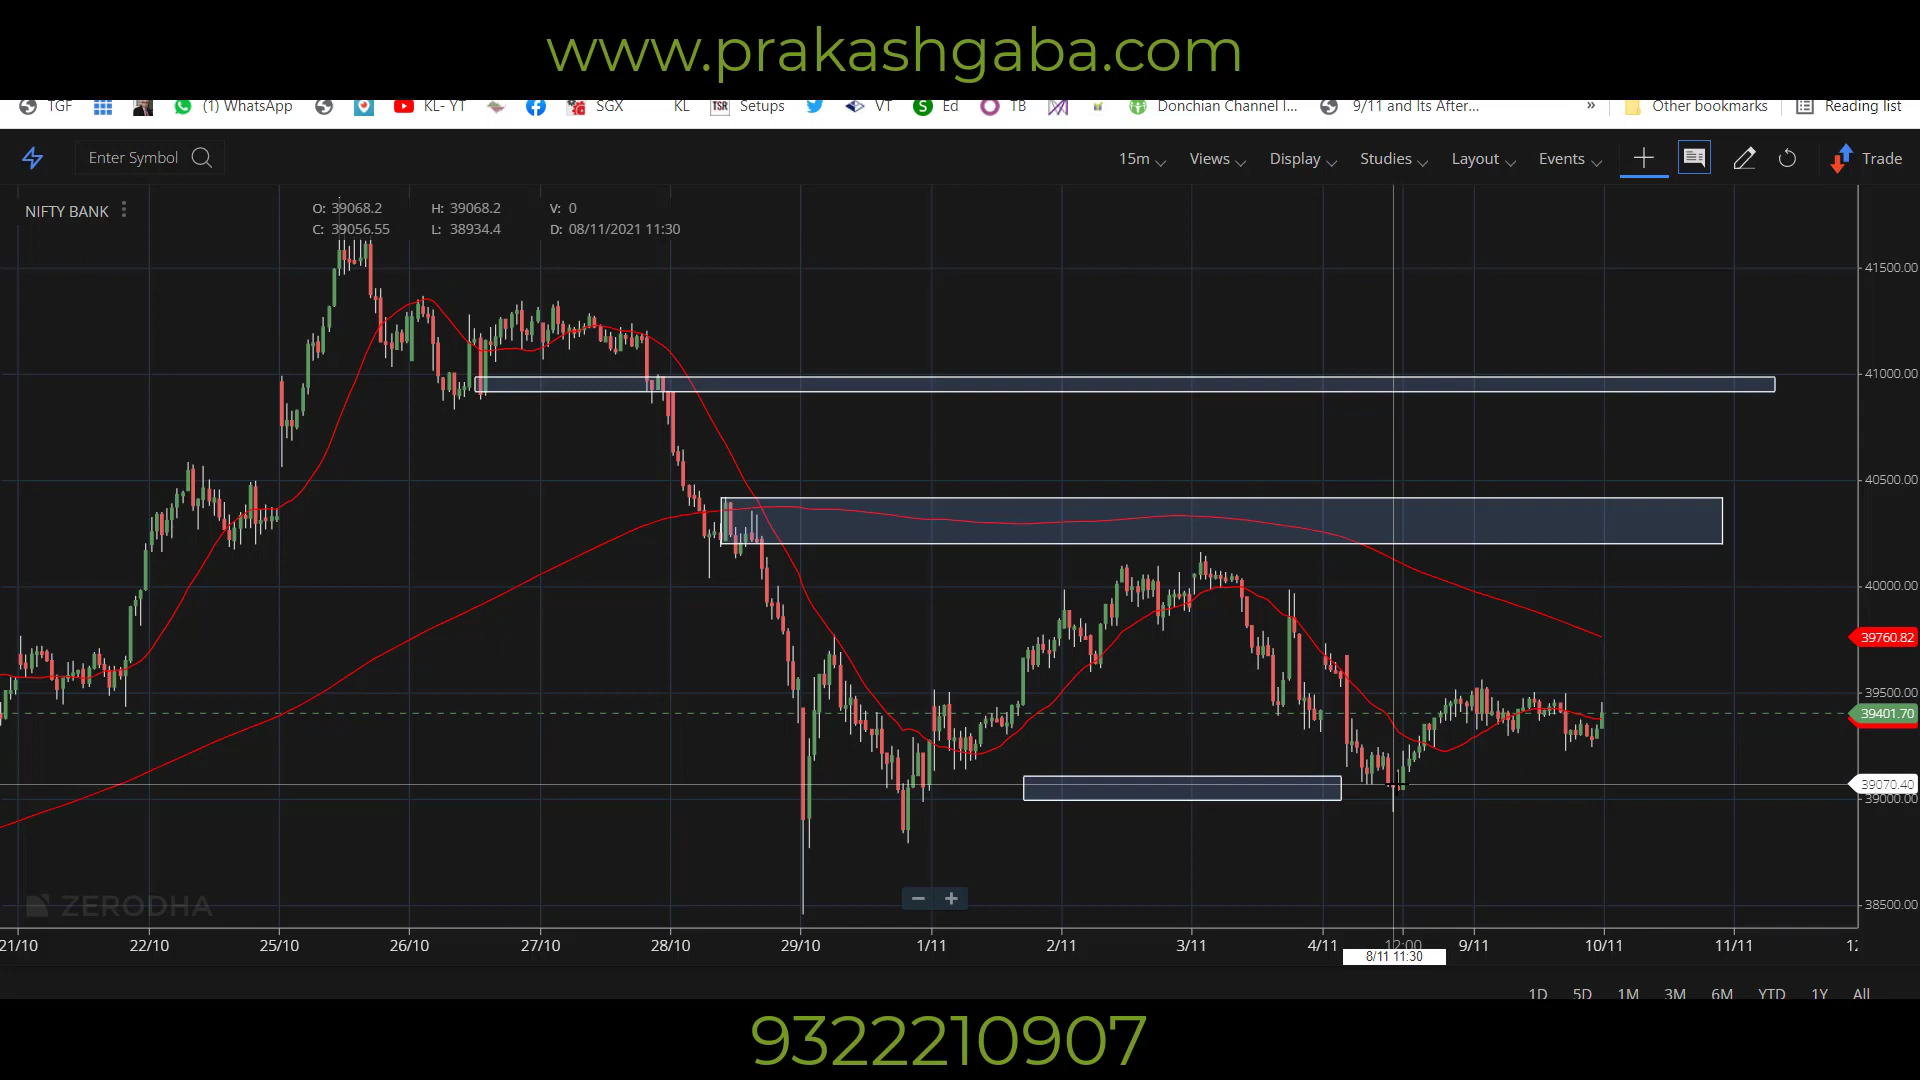 www.prakashgaba.com
TGF (1) WhatsApp KL- YT SGX KL TSR Setups VT S Ed TB Donchian Channel I... 9/11 and Its After... » Other bookmarks Reading list
Enter Symbol 15m Views Display Studies Layout Events Trade
NIFTY BANK
O: 39068.2 H: 39068.2 V: 0
C: 39056.55 L: 38934.4 D: 08/11/2021 11:30
41500.00
41000.00
40500.00
40000.00
39760.82
39500.00
39401.70
39070.40
39000.00
38500.00
ZERODHA
21/10 22/10 25/10 26/10 27/10 28/10 29/10 1/11 2/11 3/11 4/11 12:00 9/11 10/11 11/11
8/11 11:30
1D 5D 1M 3M 6M YTD 1Y All
9322210907